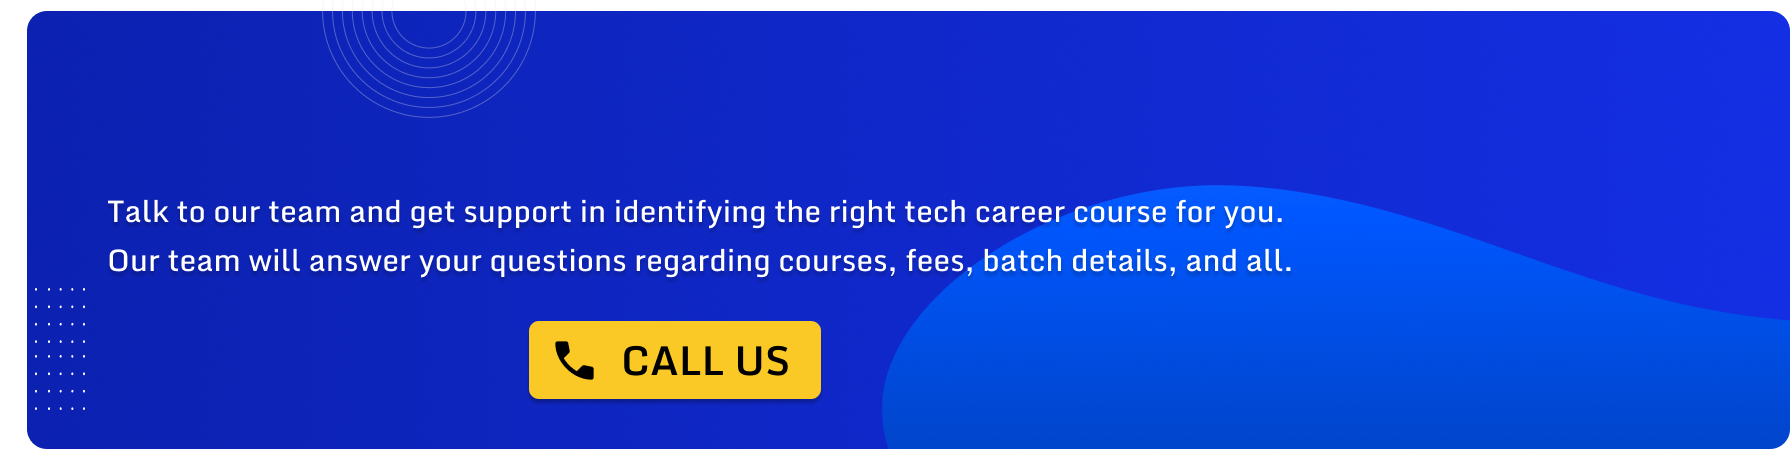 Talk to our team and get support in identifying the right tech career course for you.
Our team will answer your questions regarding courses, fees, batch details, and all.
CALL US